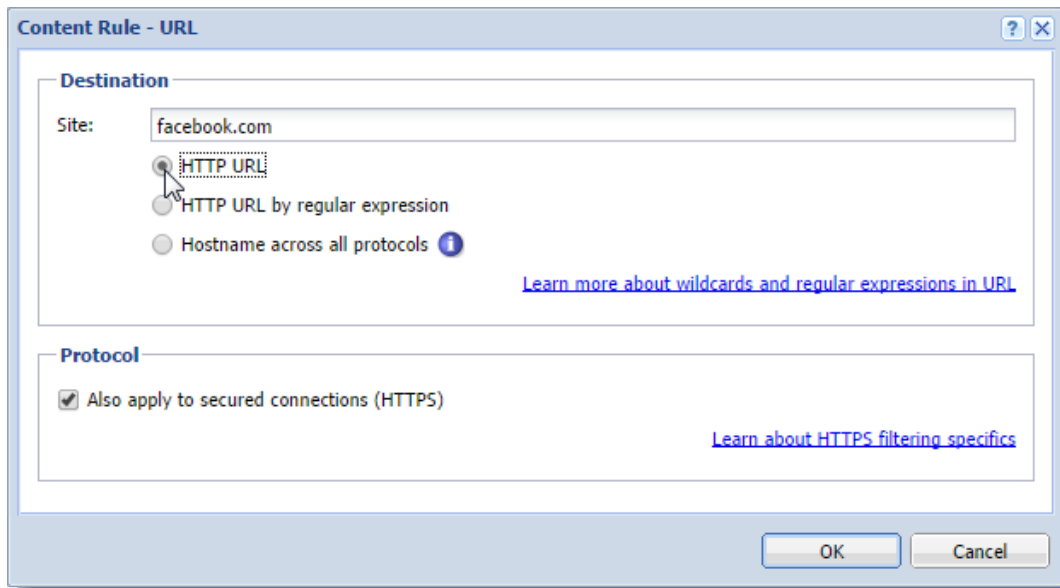 Content Rule - URL
?
Destination
Site: facebook.com
HTTP URL
HTTP URL by regular expression
Hostname across all protocols i
Learn more about wildcards and regular expressions in URL
Protocol
Also apply to secured connections (HTTPS)
Learn about HTTPS filtering specifics
OK Cancel